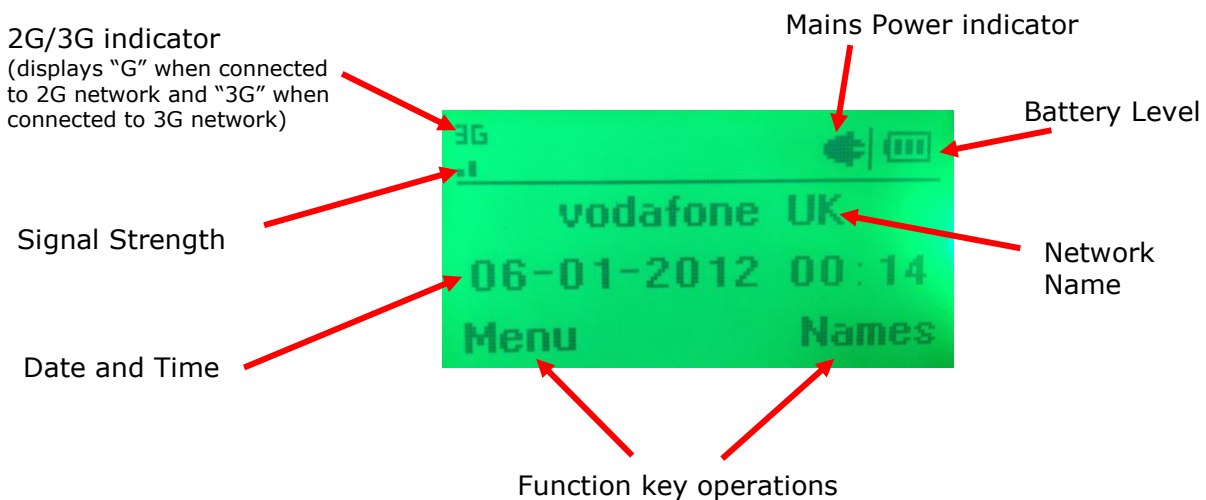 Mains Power indicator
2G/3G indicator
(displays “G” when connected
to 2G network and “3G” when
connected to 3G network)
Battery Level
3G
vodafone UK
Signal Strength
Network
Name
06-01-2012 00:14
Menu Names
Date and Time
Function key operations